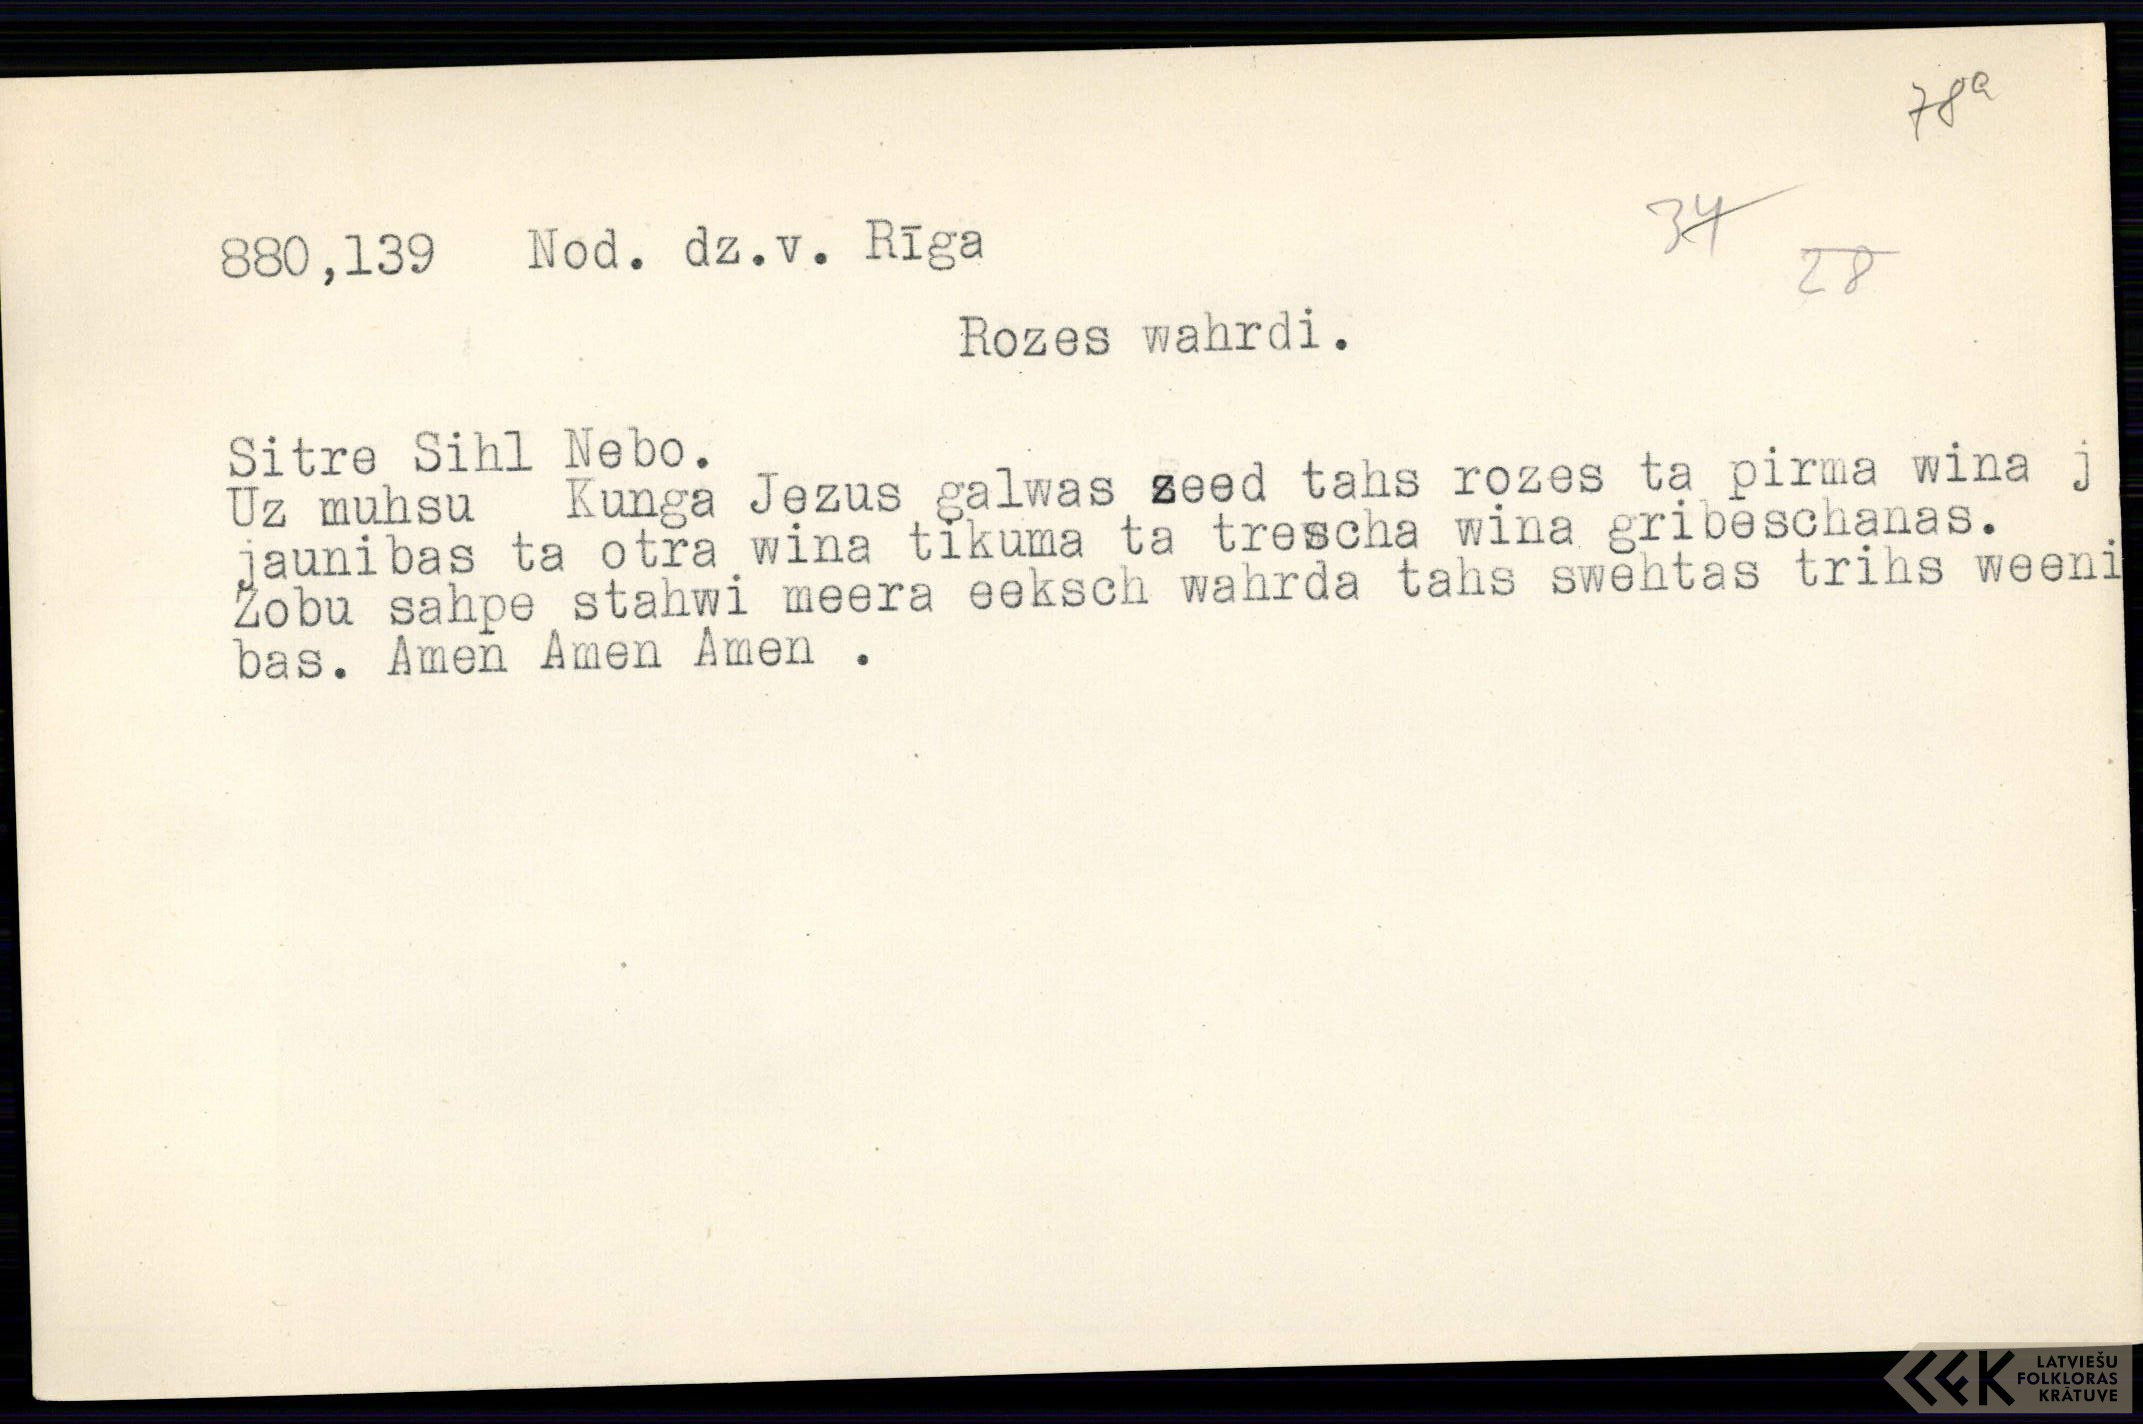 78a
34
28
880,139 Nod. dz.v. Rīga
Rozes wahrdi.
Sitre Sihl Nebo.
Uz muhsu Kunga Jezus galwas zeed tahs rozes ta pirma wina j
jaunibas ta otra wina tikuma ta trescha wina gribeschanas.
Zobu sahpe stahwi meera eeksch wahrda tahs swehtas trihs weeni
bas. Amen Amen Amen .
LATVIEŠU
FOLKLORAS
KRĀTUVE